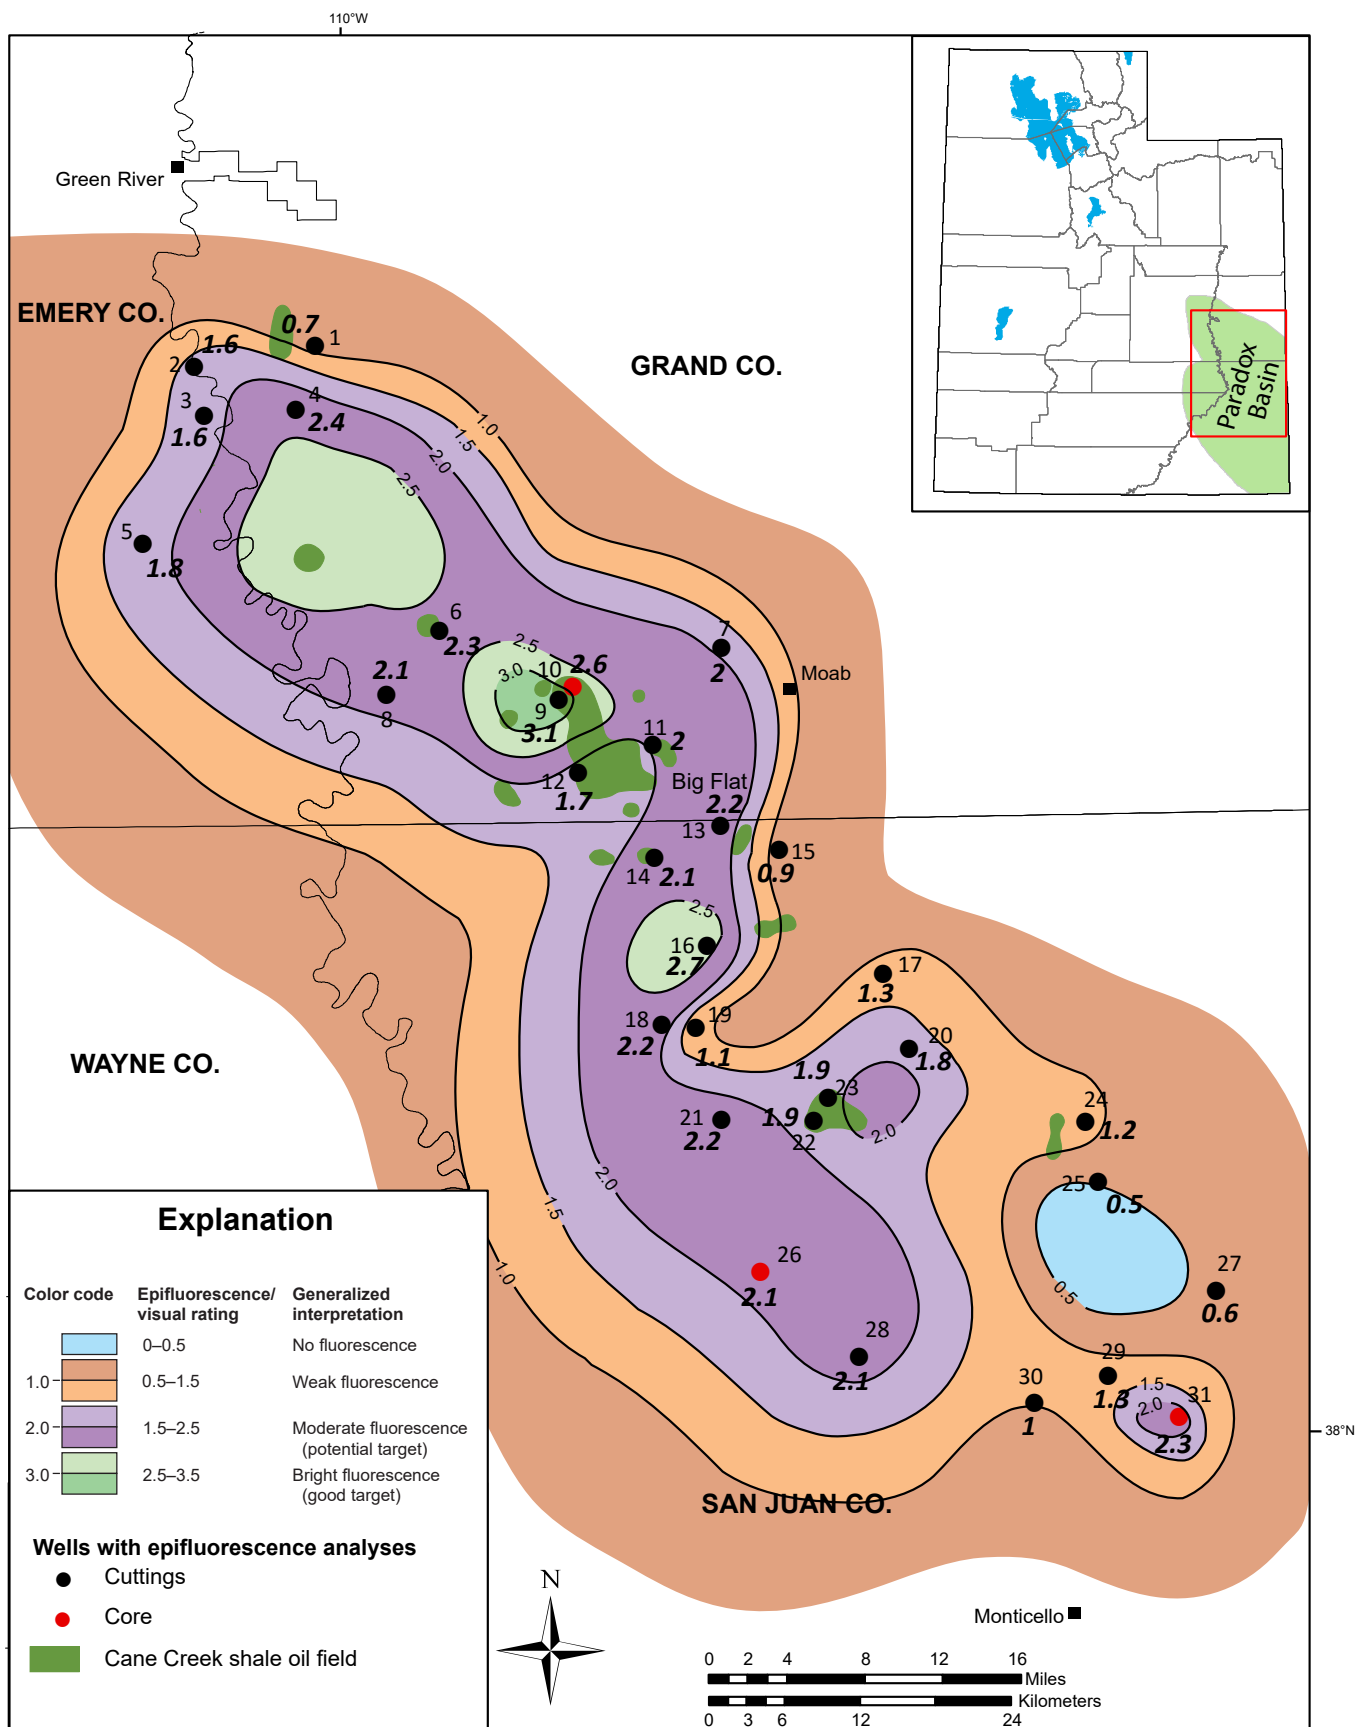 110°W
Green River
EMERY CO.
0.7
1
1.6
2
GRAND CO.
3
1.6
4
2.4
1.0
1.5
2.0
2.5
Paradox
Basin
5
1.8
6
2.3
7
2
2.5
3.0
10
2.6
9
3.1
Moab
2.1
8
11
2
12
1.7
Big Flat
2.2
13
15
0.9
14
2.1
2.5
16
2.7
17
1.3
18
2.2
19
1.1
20
1.8
WAYNE CO.
1.9
23
21
2.2
1.9
22
2.0
24
1.2
25
0.5
2.0
1.5
1.0
0.5
26
2.1
27
0.6
28
2.1
29
1.3
30
1
1.5
2.0
31
2.3
38°N
SAN JUAN CO.
Explanation
Color code
Epifluorescence/
visual rating
Generalized
interpretation
0–0.5
No fluorescence
1.0
0.5–1.5
Weak fluorescence
2.0
1.5–2.5
Moderate fluorescence
(potential target)
3.0
2.5–3.5
Bright fluorescence
(good target)
Wells with epifluorescence analyses
Cuttings
Core
Cane Creek shale oil field
N
Monticello
0 2 4 8 12 16
Miles
Kilometers
0 3 6 12 24